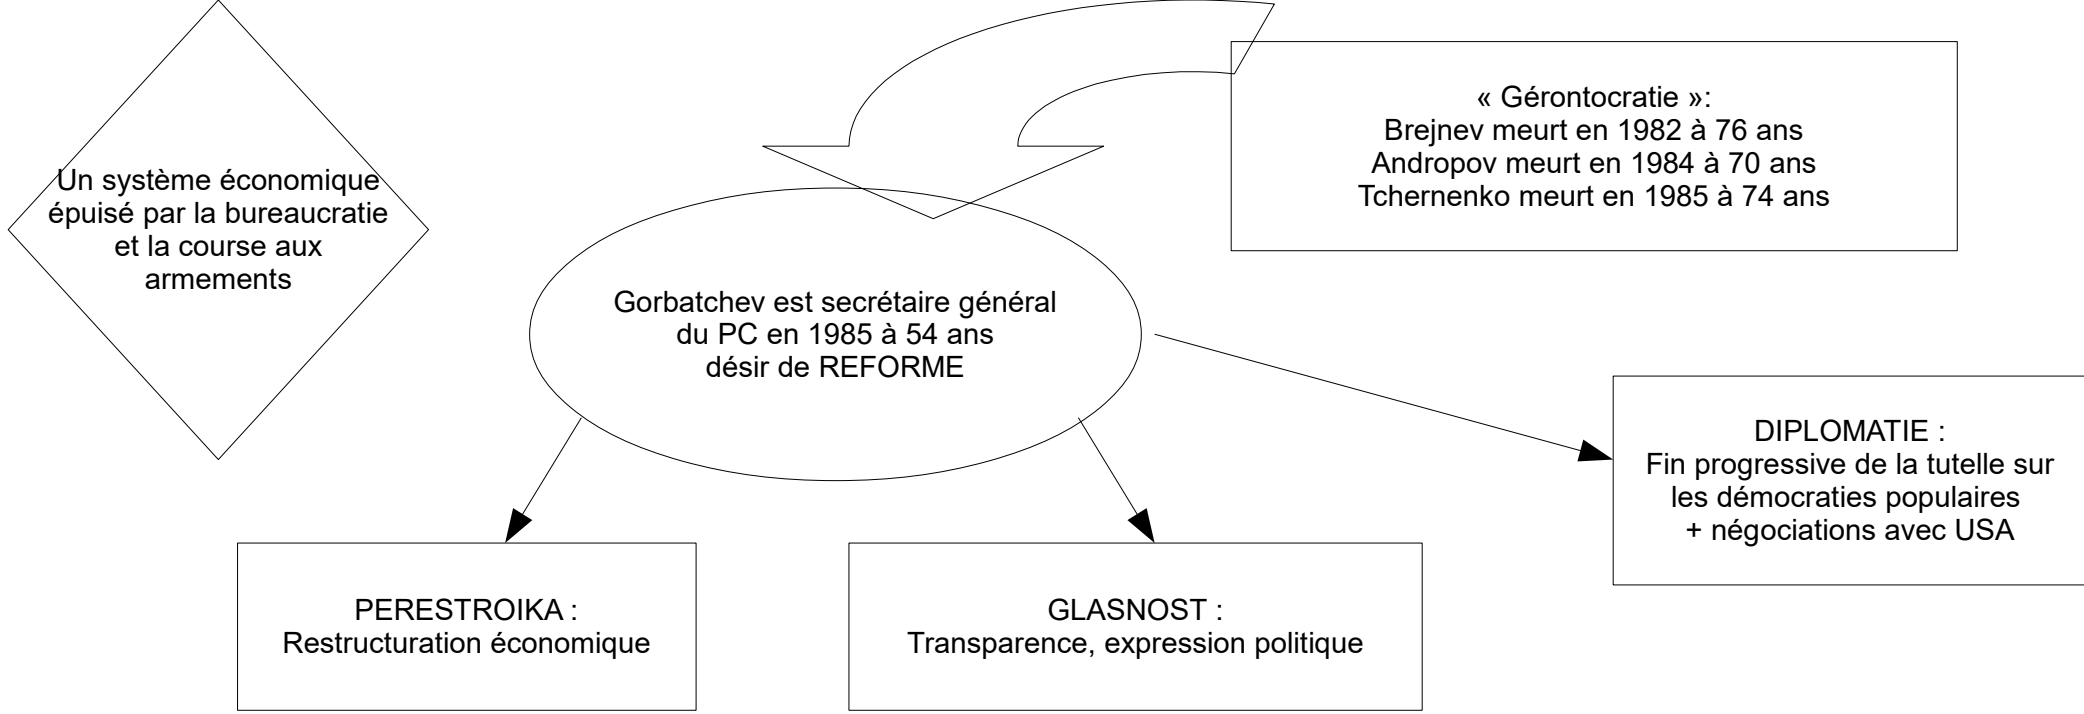 « Gérontocratie »:
Brejnev meurt en 1982 à 76 ans
Andropov meurt en 1984 à 70 ans
Tchernenko meurt en 1985 à 74 ans
Un système économique
épuisé par la bureaucratie
et la course aux
armements
Gorbatchev est secrétaire général
du PC en 1985 à 54 ans
désir de REFORME
DIPLOMATIE :
Fin progressive de la tutelle sur
les démocraties populaires
+ négociations avec USA
PERESTROIKA :
Restructuration économique
GLASNOST :
Transparence, expression politique